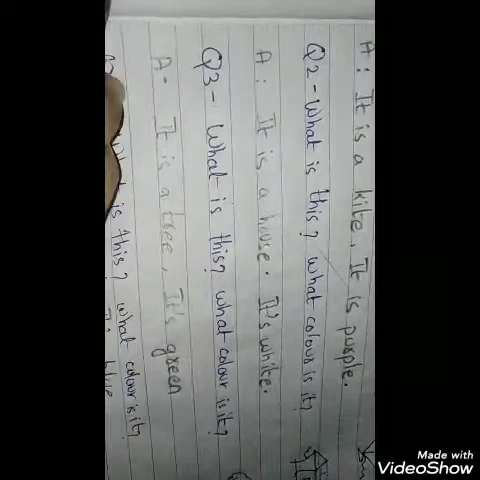 A: It is a kite, It is purple.
Q2- What is this? What colour is it?
A: It is a house. It's white.
Q3- What is this? What colour is it?
A- It is a tree, It's green
is this? What colour is it?
Made with
VideoShow